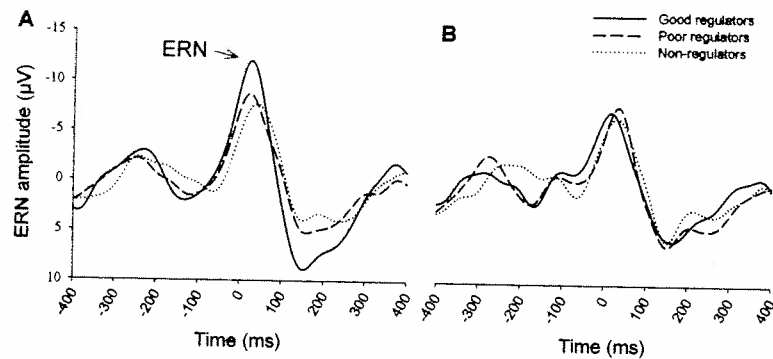 A
ERN
B
Good regulators
Poor regulators
Non-regulators
ERN amplitude (µV)
-15
-10
-5
0
5
10
-400
-300
-200
-100
0
100
200
300
400
Time (ms)
-400
-300
-200
-100
0
100
200
300
400
Time (ms)